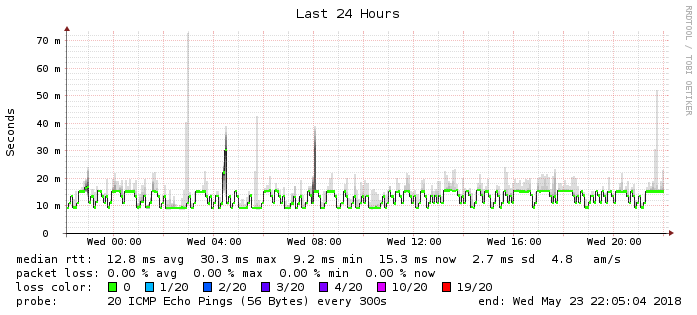 Last 24 Hours
RRDTOOL / TOBI OETIKER
Seconds
70 m
60 m
50 m
40 m
30 m
20 m
10 m
0
Wed 00:00 Wed 04:00 Wed 08:00 Wed 12:00 Wed 16:00 Wed 20:00
median rtt: 12.8 ms avg 30.3 ms max 9.2 ms min 15.3 ms now 2.7 ms sd 4.8 am/s
packet loss: 0.00 % avg 0.00 % max 0.00 % min 0.00 % now
loss color: 0 1/20 2/20 3/20 4/20 10/20 19/20
probe: 20 ICMP Echo Pings (56 Bytes) every 300s end: Wed May 23 22:05:04 2018